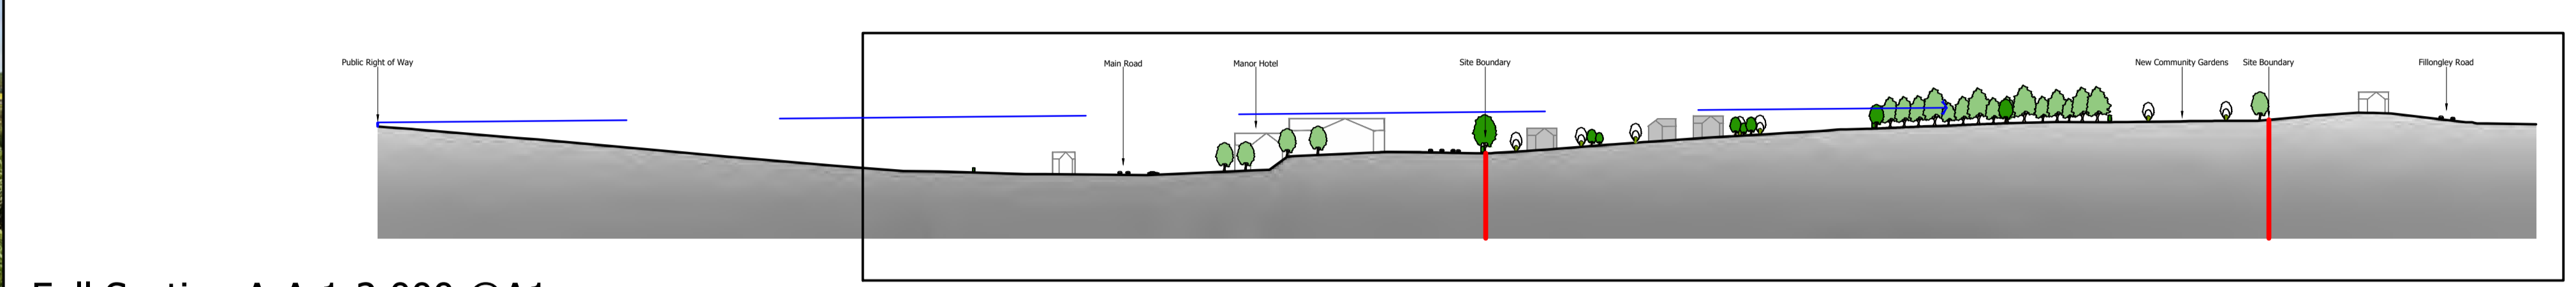 Public Right of Way
Main Road
Manor Hotel
Site Boundary
New Community Gardens
Site Boundary
Fillongley Road